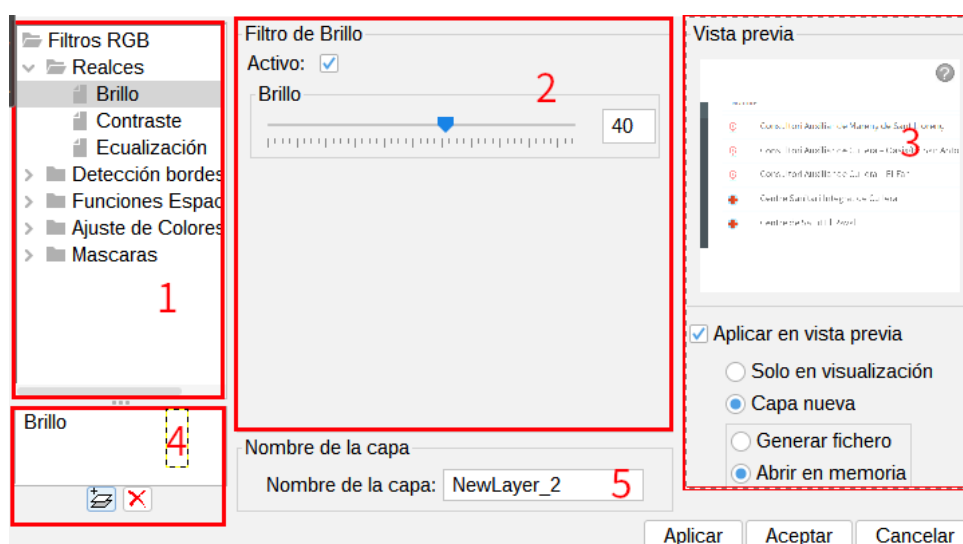 Filtros RGB
Realces
Brillo
Contraste
Ecualización
Detección bordes
Funciones Espac
Ajuste de Colores
Mascaras
1
Brillo
4
Filtro de Brillo
Activo:
2
Brillo
40
Nombre de la capa
Nombre de la capa: NewLayer_2
5
Vista previa
?
3
Aplicar en vista previa
Solo en visualización
Capa nueva
Generar fichero
Abrir en memoria
Aplicar Aceptar Cancelar